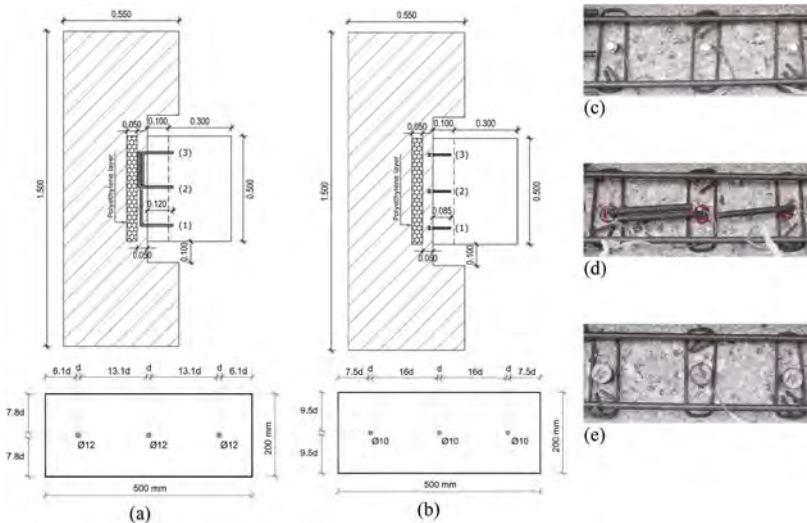 0.550
0.050
0.100
0.300
(3)
(2)
(1)
0.120
Polyethylene layer
0.050
0.100
1.500
0.500
6.1d
d
13.1d
d
13.1d
d
6.1d
7.8d
7.8d
Ø12
Ø12
Ø12
200 mm
500 mm
(a)
0.550
0.050
0.100
0.300
(3)
(2)
(1)
0.085
Polyethylene layer
0.050
0.100
1.500
0.500
7.5d
d
16d
d
16d
d
7.5d
9.5d
9.5d
Ø10
Ø10
Ø10
200 mm
500 mm
(b)
(c)
(d)
(e)